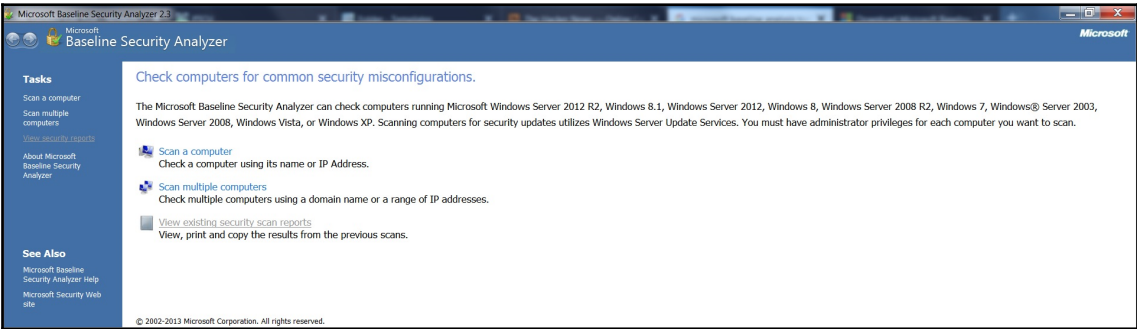 Microsoft Baseline Security Analyzer 2.3
Microsoft
Baseline Security Analyzer
Microsoft
Tasks
Scan a computer
Scan multiple
computers
View security reports
About Microsoft
Baseline Security
Analyzer
See Also
Microsoft Baseline
Security Analyzer Help
Microsoft Security Web
site
Check computers for common security misconfigurations.
The Microsoft Baseline Security Analyzer can check computers running Microsoft Windows Server 2012 R2, Windows 8.1, Windows Server 2012, Windows 8, Windows Server 2008 R2, Windows 7, Windows® Server 2003,
Windows Server 2008, Windows Vista, or Windows XP. Scanning computers for security updates utilizes Windows Server Update Services. You must have administrator privileges for each computer you want to scan.
Scan a computer
Check a computer using its name or IP Address.
Scan multiple computers
Check multiple computers using a domain name or a range of IP addresses.
View existing security scan reports
View, print and copy the results from the previous scans.
© 2002-2013 Microsoft Corporation. All rights reserved.